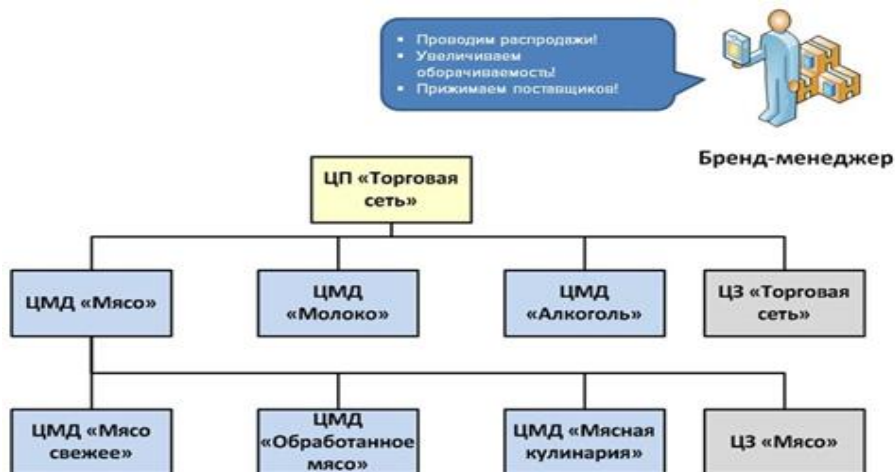 Проводим распродажи!
Увеличиваем
оборачиваемость!
Прижимаем поставщиков!
Бренд-менеджер
ЦП «Торговая
сеть»
ЦМД «Мясо»
ЦМД
«Молоко»
ЦМД
«Алкоголь»
ЦЗ «Торговая
сеть»
ЦМД «Мясо
свежее»
ЦМД
«Обработанное
мясо»
ЦМД «Мясная
кулинария»
ЦЗ «Мясо»